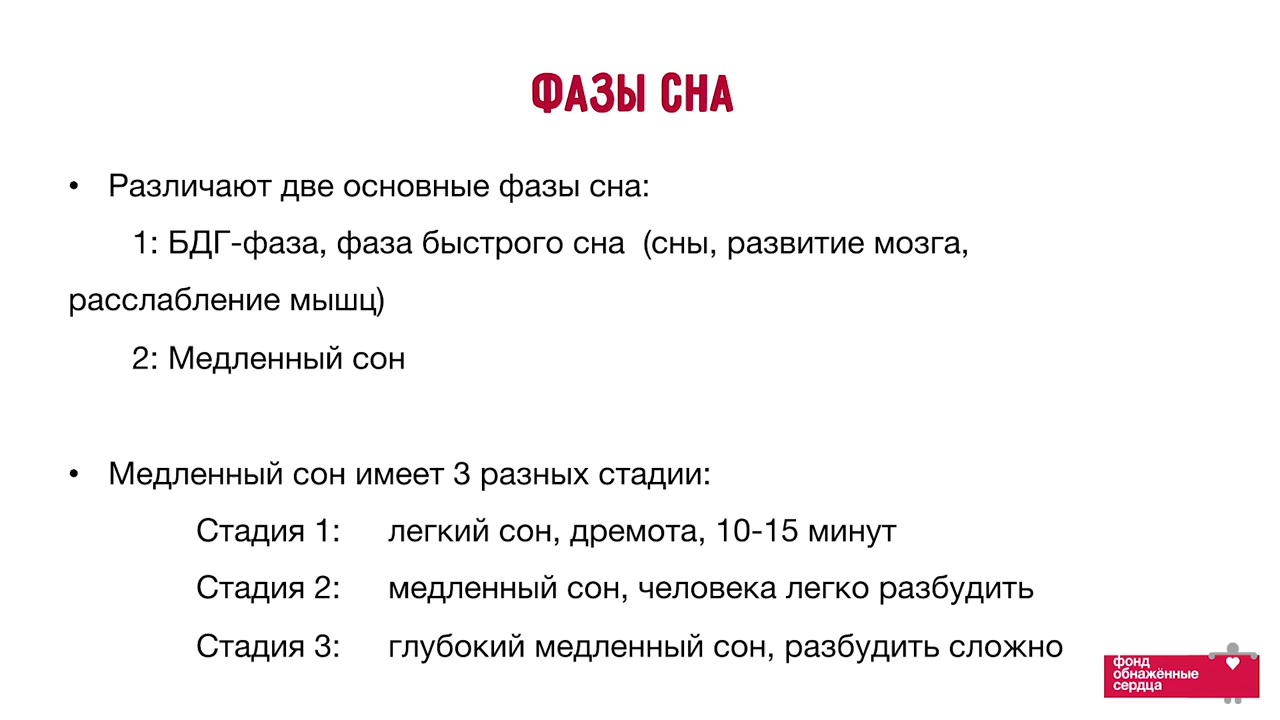 ФАЗЫ СНА
• Различают две основные фазы сна:
1: БДГ-фаза, фаза быстрого сна (сны, развитие мозга,
расслабление мышц)
2: Медленный сон
• Медленный сон имеет 3 разных стадии:
Стадия 1: легкий сон, дремота, 10-15 минут
Стадия 2: медленный сон, человека легко разбудить
Стадия 3: глубокий медленный сон, разбудить сложно
фонд
обнажённые
сердца